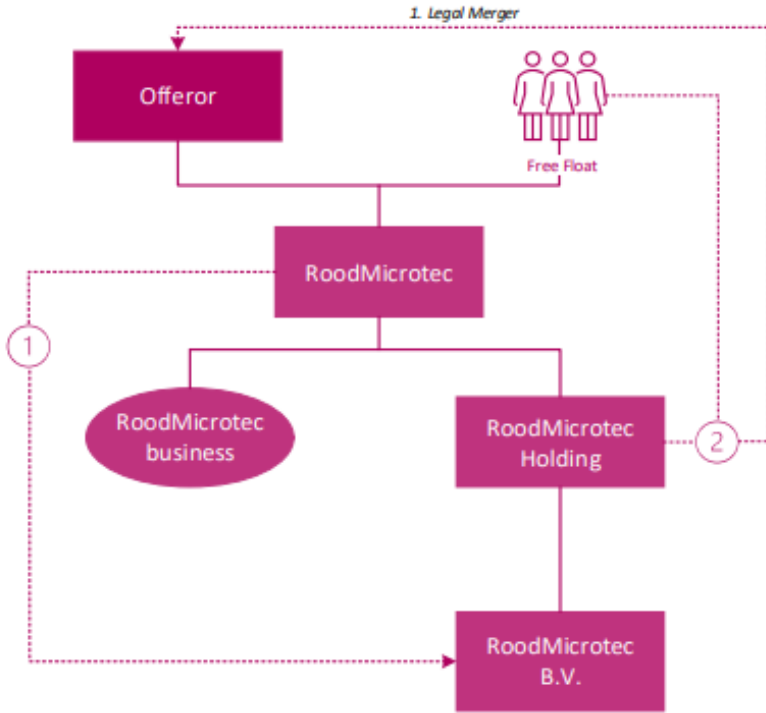 1. Legal Merger
Offeror
Free Float
RoodMicrotec
1
RoodMicrotec
business
RoodMicrotec
Holding
2
RoodMicrotec
B.V.